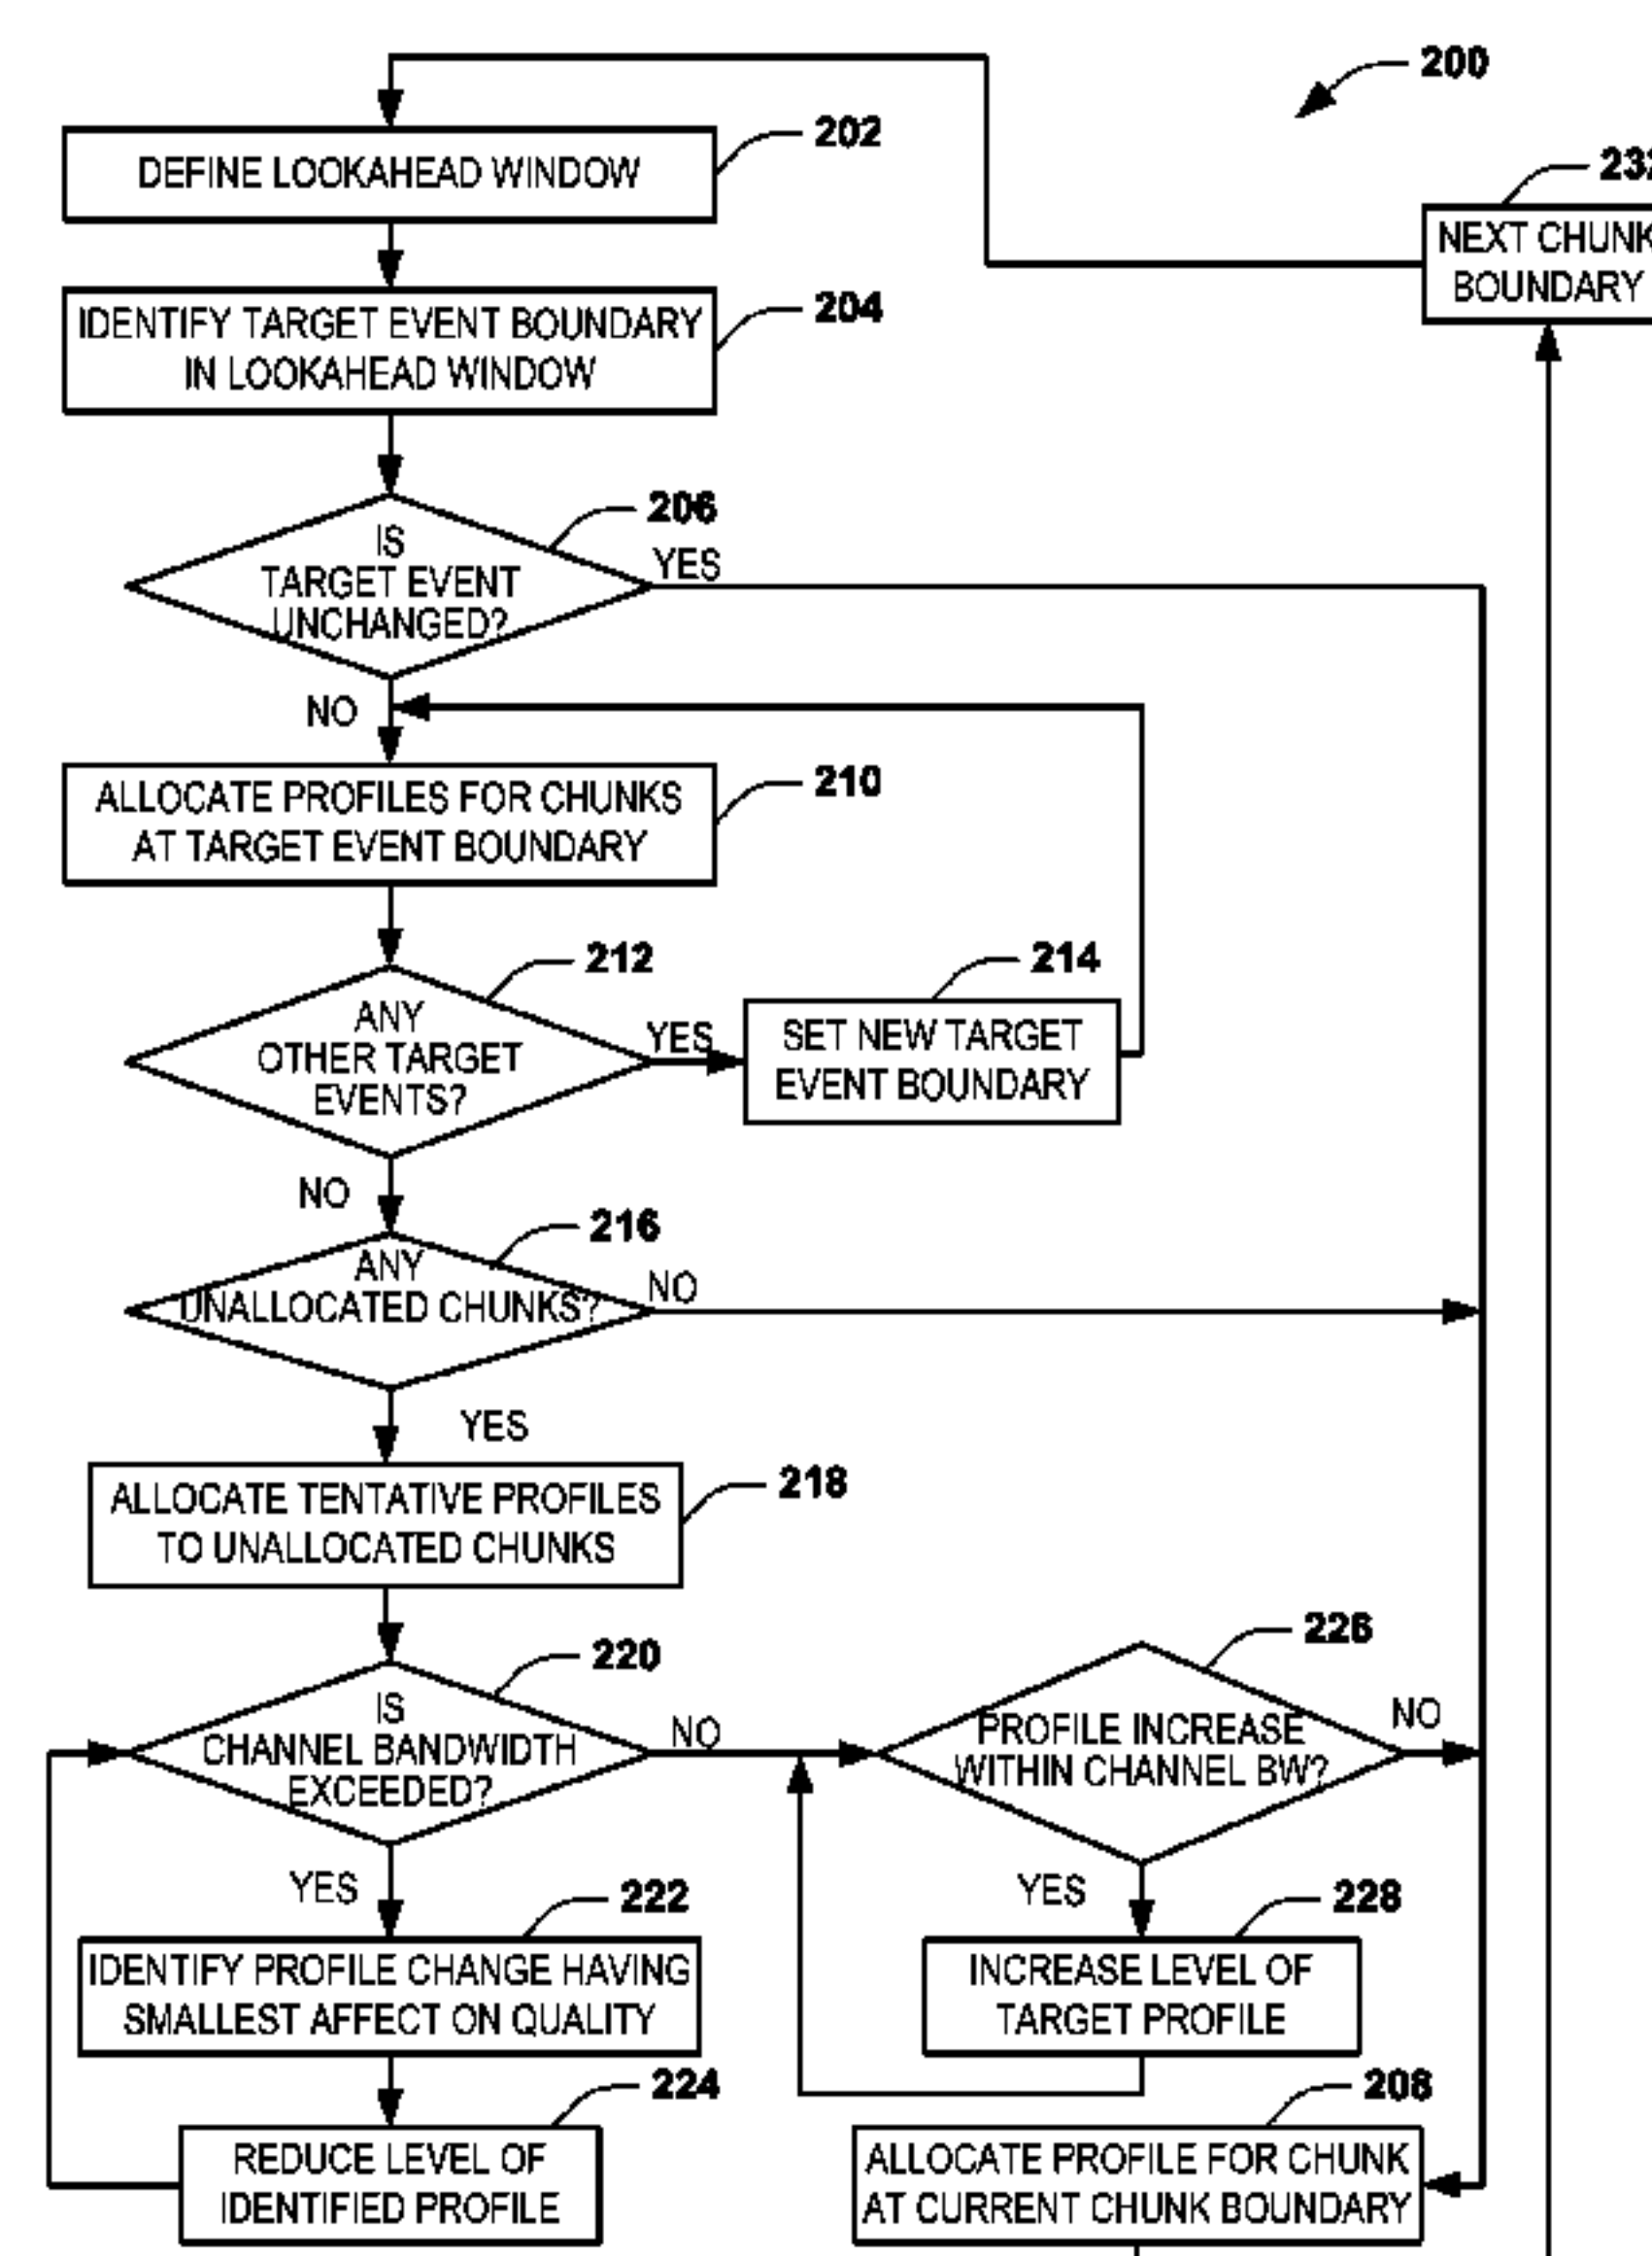 200
202
DEFINE LOOKAHEAD WINDOW
NEXT CHUNK
BOUNDARY
204
IDENTIFY TARGET EVENT BOUNDARY
IN LOOKAHEAD WINDOW
206
IS
TARGET EVENT
UNCHANGED?
YES
NO
210
ALLOCATE PROFILES FOR CHUNKS
AT TARGET EVENT BOUNDARY
212
ANY
OTHER TARGET
EVENTS?
YES
214
SET NEW TARGET
EVENT BOUNDARY
NO
216
ANY
UNALLOCATED CHUNKS?
NO
YES
218
ALLOCATE TENTATIVE PROFILES
TO UNALLOCATED CHUNKS
220
IS
CHANNEL BANDWIDTH
EXCEEDED?
NO
226
PROFILE INCREASE
WITHIN CHANNEL BW?
NO
YES
222
IDENTIFY PROFILE CHANGE HAVING
SMALLEST AFFECT ON QUALITY
YES
228
INCREASE LEVEL OF
TARGET PROFILE
224
REDUCE LEVEL OF
IDENTIFIED PROFILE
208
ALLOCATE PROFILE FOR CHUNK
AT CURRENT CHUNK BOUNDARY